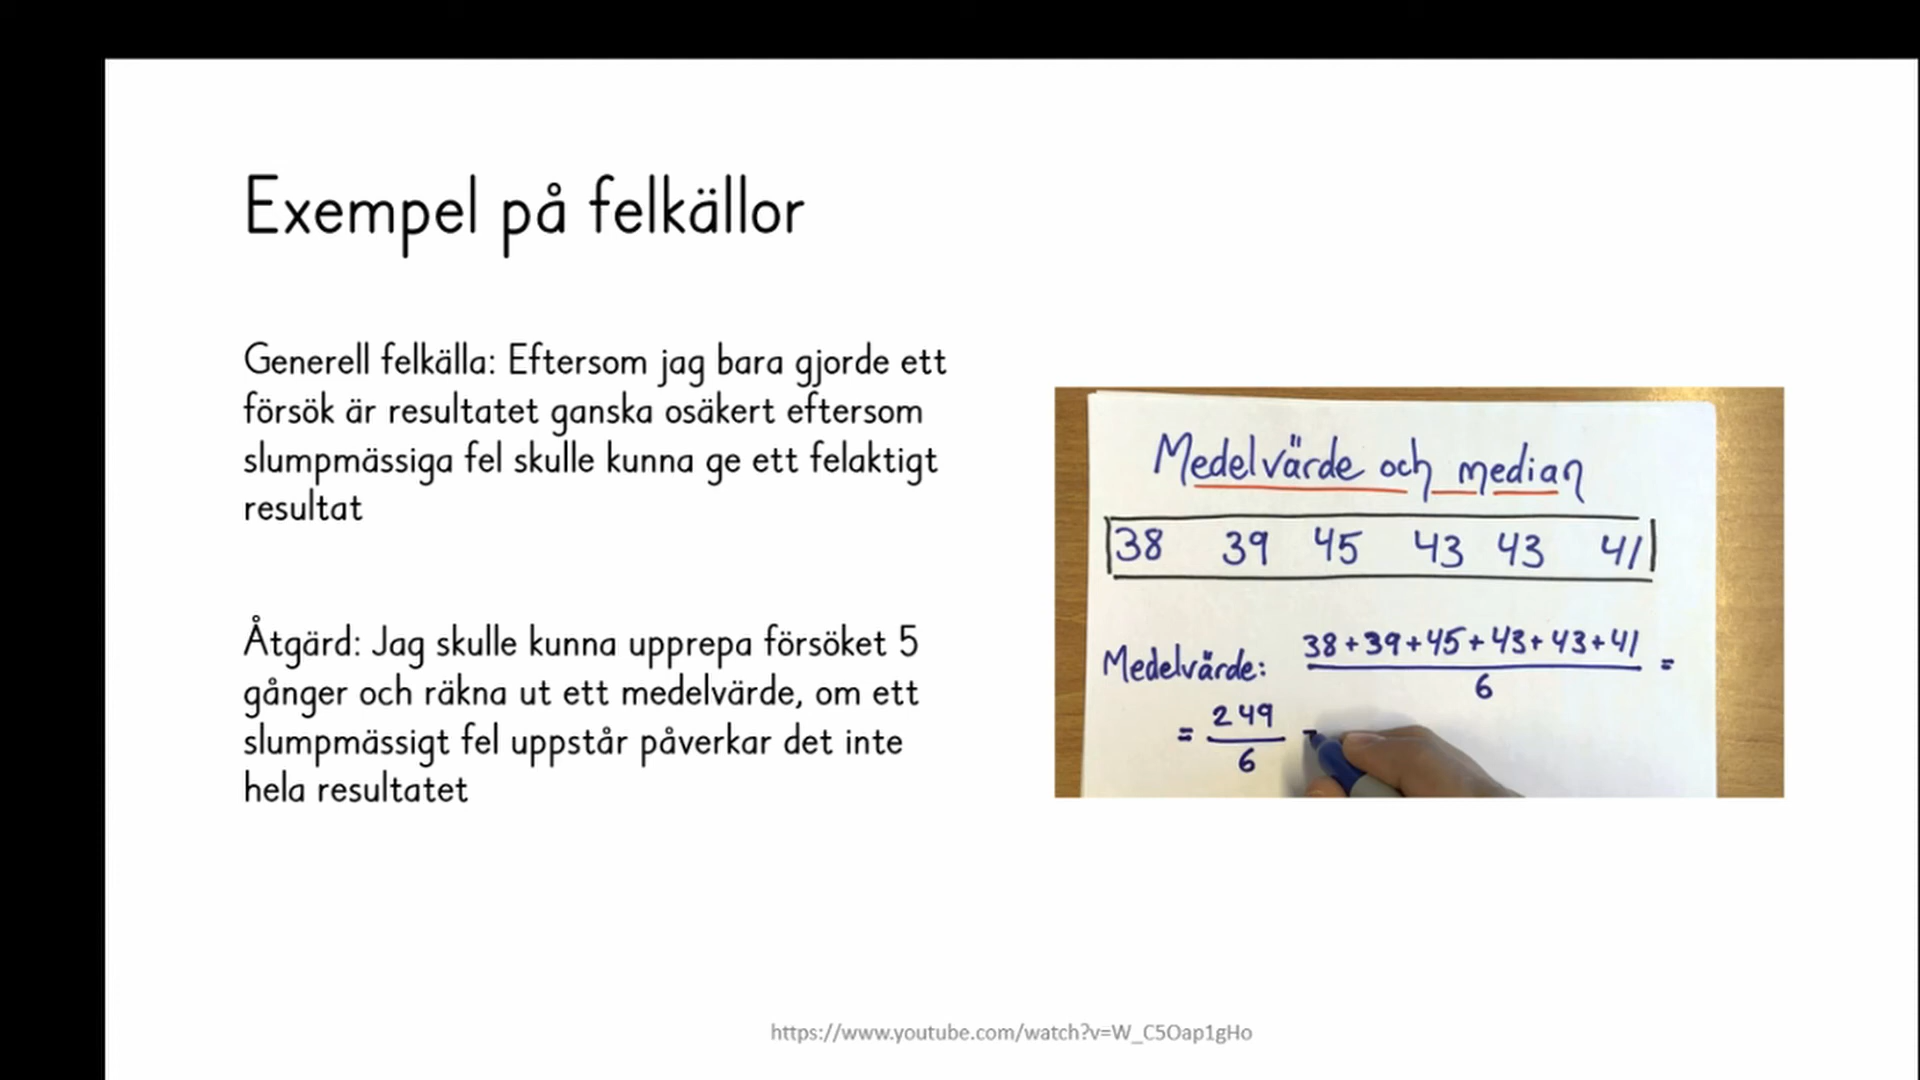 Exempel på felkällor
Generell felkälla: Eftersom jag bara gjorde ett
försök är resultatet ganska osäkert eftersom
slumpmässiga fel skulle kunna ge ett felaktigt
resultat
Åtgärd: Jag skulle kunna upprepa försöket 5
gånger och räkna ut ett medelvärde, om ett
slumpmässigt fel uppstår påverkar det inte
hela resultatet
Medelvärde och median
38 39 45 43 43 41
Medelvärde: 38+39+45+43+43+41 =
6
= 249
6
https://www.youtube.com/watch?v=W_C5Oap1gHo